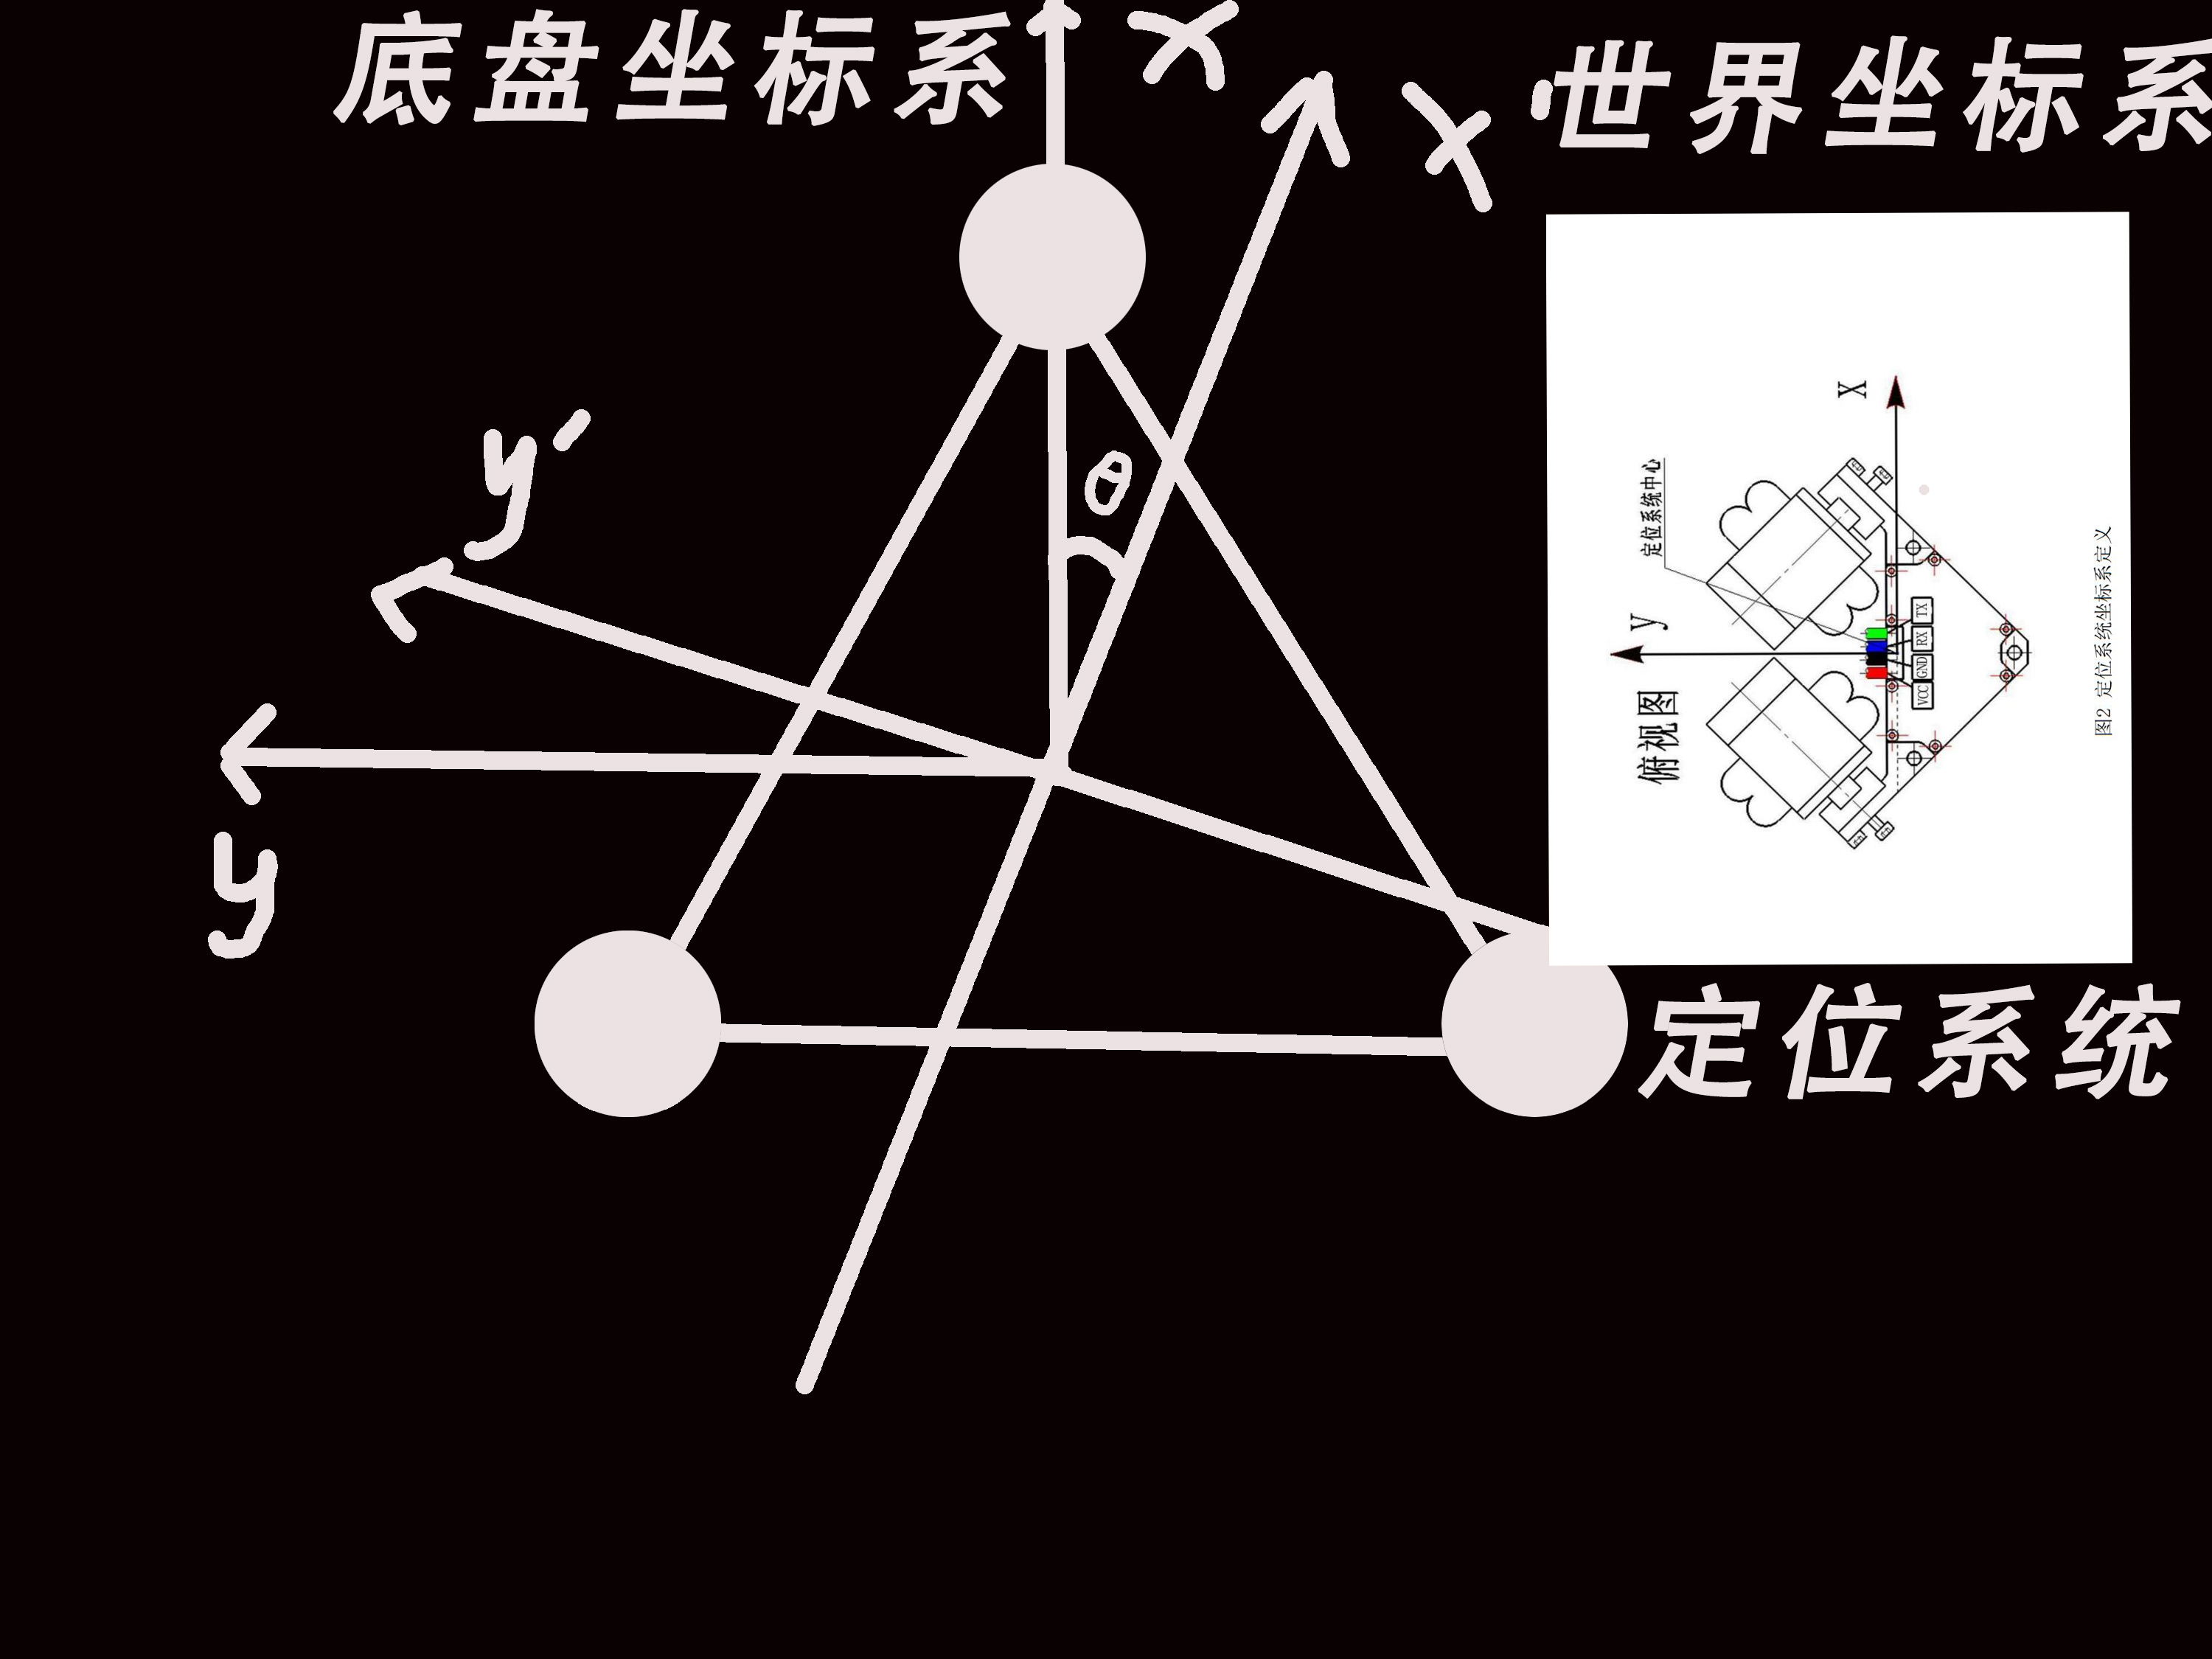 底盘坐标系
x
x'
世界坐标系
y'
θ
y
X
定位系统中心
y
俯视图
TX
RX
GND
VCC
图2 定位系统坐标系定义
定位系统